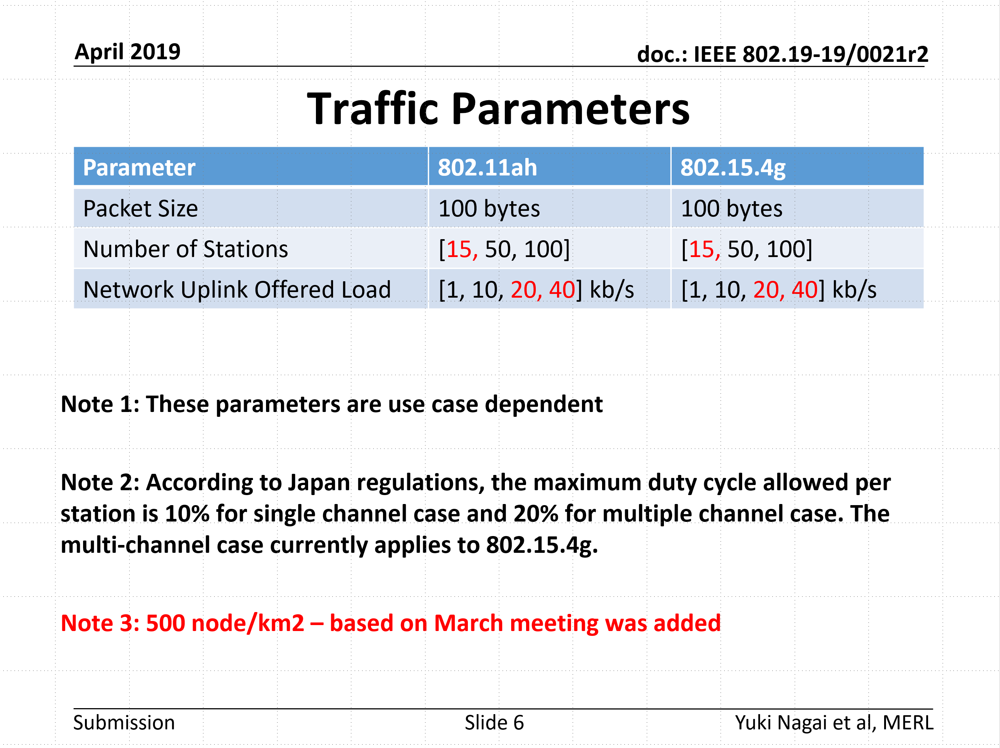 April 2019 doc.: IEEE 802.19-19/0021r2
Traffic Parameters
Parameter 802.11ah 802.15.4g
Packet Size 100 bytes 100 bytes
Number of Stations [15, 50, 100] [15, 50, 100]
Network Uplink Offered Load [1, 10, 20, 40] kb/s [1, 10, 20, 40] kb/s
Note 1: These parameters are use case dependent
Note 2: According to Japan regulations, the maximum duty cycle allowed per
station is 10% for single channel case and 20% for multiple channel case. The
multi-channel case currently applies to 802.15.4g.
Note 3: 500 node/km2 – based on March meeting was added
Submission Slide 6 Yuki Nagai et al, MERL